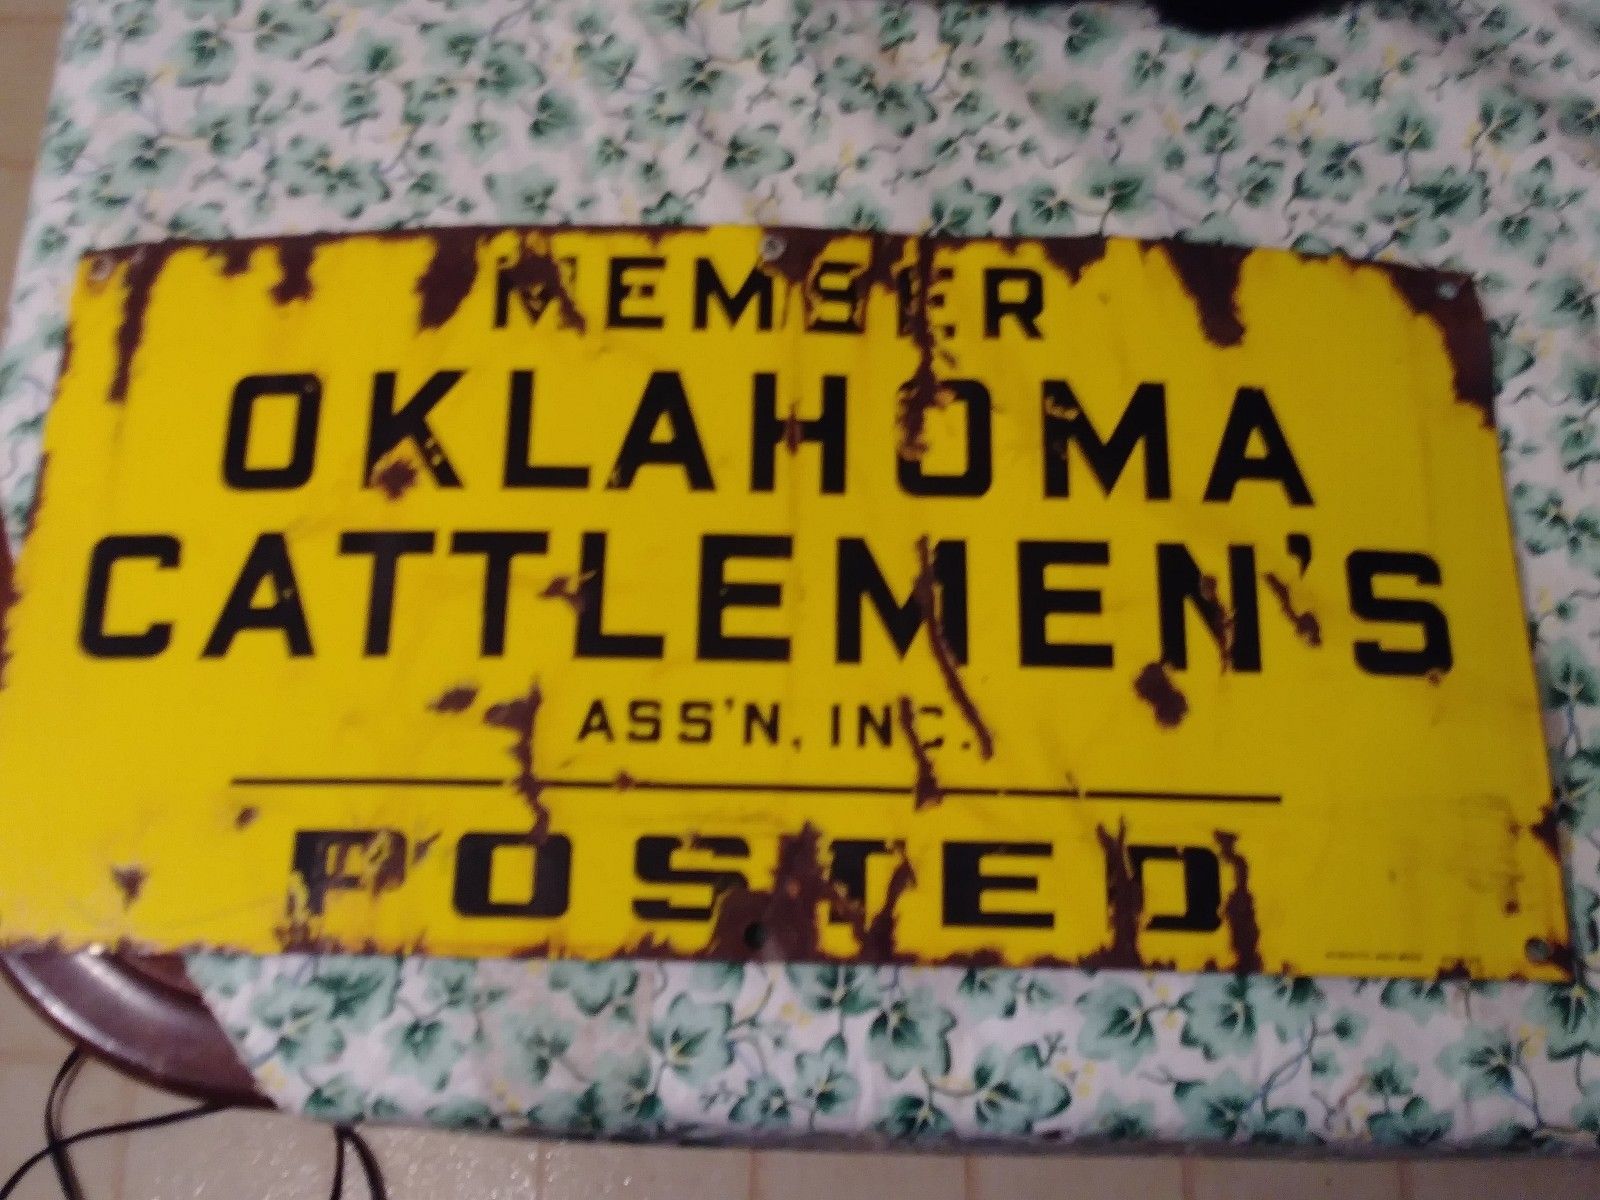 MEMBER
OKLAHOMA
CATTLEMEN'S
ASS'N, INC.
POSTED